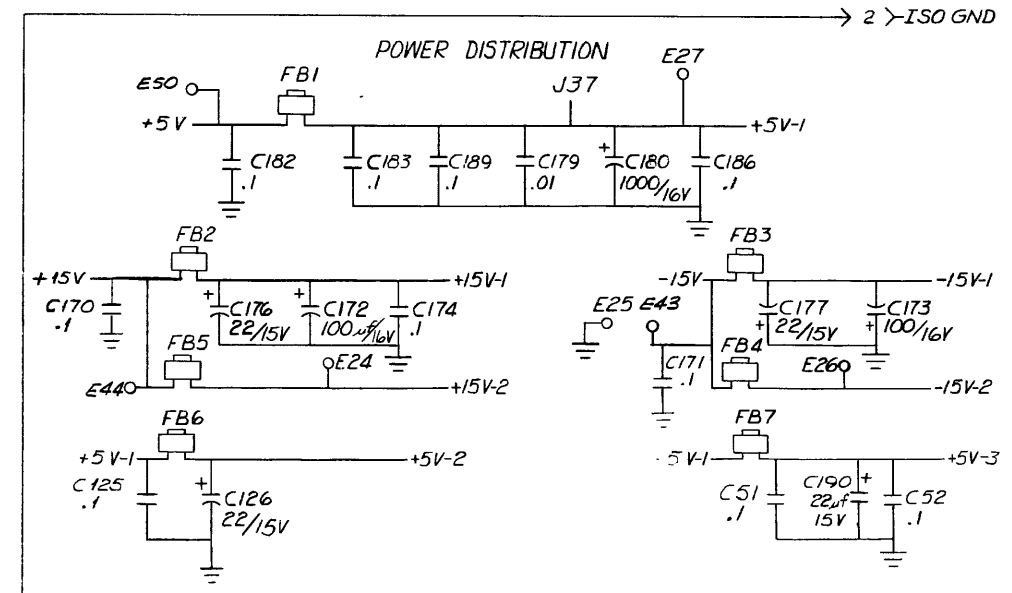 2 ISO GND
POWER DISTRIBUTION
E50
FB1
J37
E27
+5V
+5V-1
C182
.1
C183
.1
C189
.1
C179
.01
+
C180
1000/16V
C186
.1
FB2
+15V
+15V-1
C170
.1
+
C176
22/15V
+
C172
100uf/16V
C174
.1
FB5
E44
E24
+15V-2
FB3
-15V
-15V-1
E25
E43
C177
22/15V
+
C173
100/16V
+
C171
.1
FB4
E26
-15V-2
FB6
+5V-1
+5V-2
C125
.1
+
C126
22/15V
FB7
5V-1
+5V-3
C51
.1
C190
22µf
15V
+
C52
.1